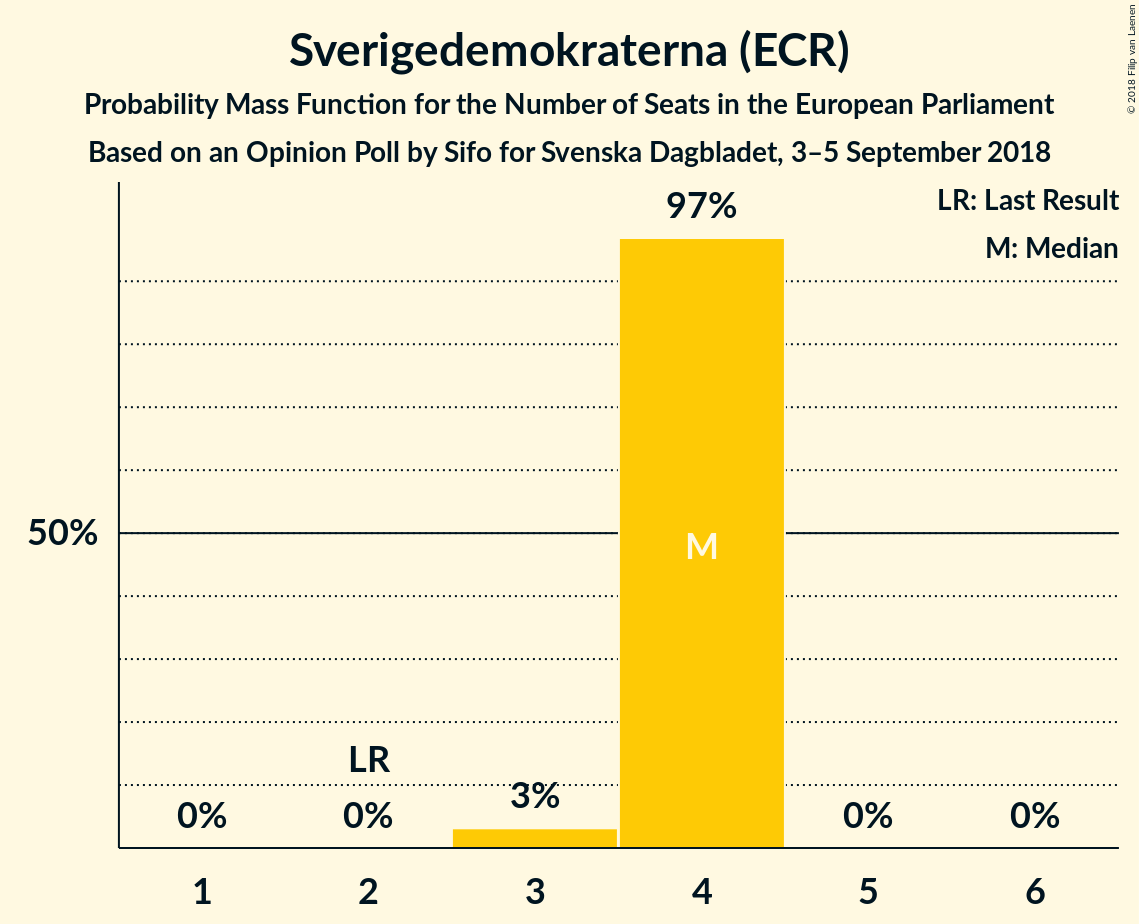 Sverigedemokraterna (ECR)
Probability Mass Function for the Number of Seats in the European Parliament
Based on an Opinion Poll by Sifo for Svenska Dagbladet, 3–5 September 2018
© 2018 Filip van Laenen
LR: Last Result
M: Median
97%
50%
M
LR
0%
0%
3%
0%
0%
1
2
3
4
5
6